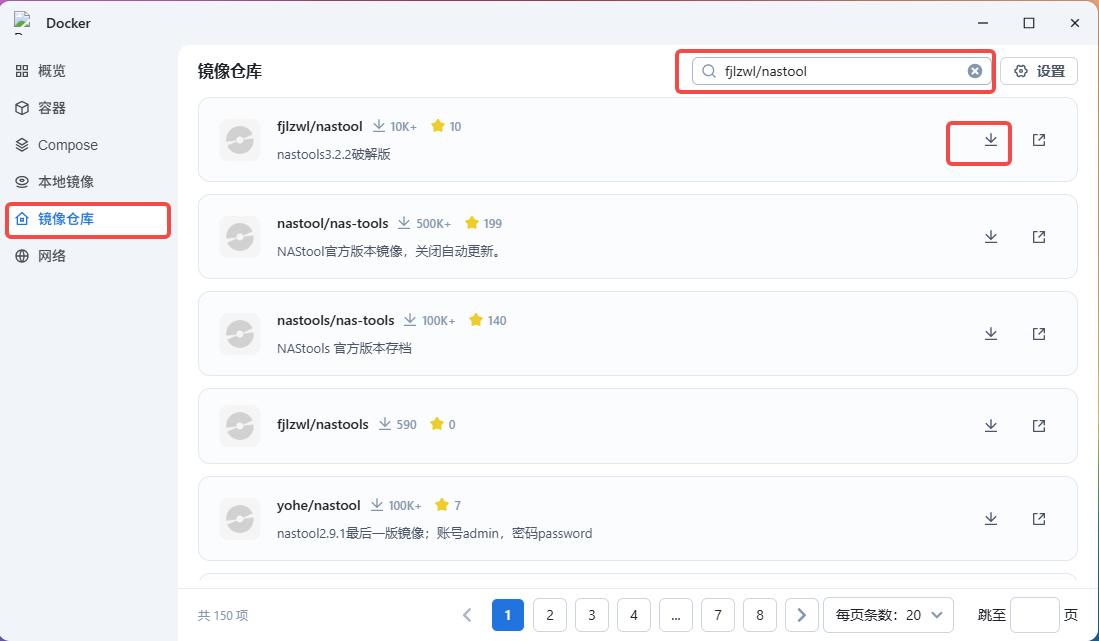 Docker
概览
容器
Compose
本地镜像
镜像仓库
网络
镜像仓库
fjlzwl/nastool
设置
fjlzwl/nastool 10K+ 10
nastools3.2.2破解版
nastool/nas-tools 500K+ 199
NAStool官方版本镜像，关闭自动更新。
nastools/nas-tools 100K+ 140
NAStools 官方版本存档
fjlzwl/nastools 590 0
yohe/nastool 100K+ 7
nastool2.9.1最后一版镜像；账号admin，密码password
共 150 项
1 2 3 4 ... 7 8 每页条数：20 跳至 页